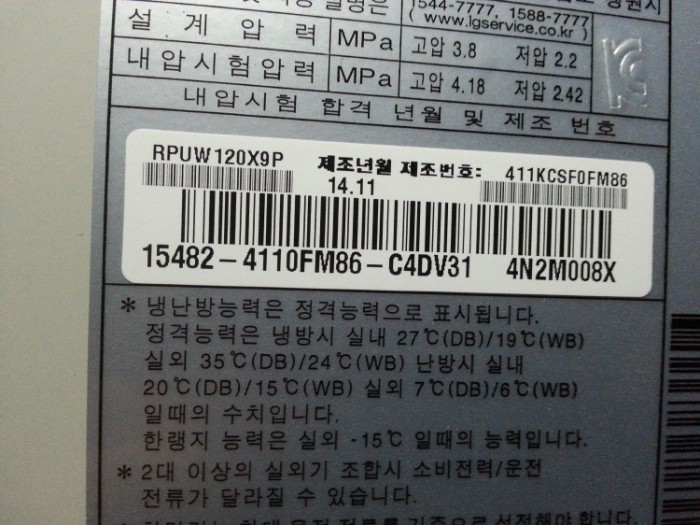 1544-7777, 1588-7777
( www.lgservice.co.kr )
설 계 압 력 MPa 고압 3.8 저압 2.2
내 압 시 험 압 력 MPa 고압 4.18 저압 2.42
내 압 시 험 합 격 년 월 및 제 조 번 호
RPUW120X9P 제조년월 제조번호: 411KCSF0FM86
14.11
15482-4110FM86-C4DV31 4N2M008X
* 냉난방능력은 정격능력으로 표시됩니다.
정격능력은 냉방시 실내 27℃(DB)/19℃(WB)
실외 35℃(DB)/24℃(WB) 난방시 실내
20℃(DB)/15℃(WB) 실외 7℃(DB)/6℃(WB)
일때의 수치입니다.
한랭지 능력은 실외 -15℃ 일때의 능력입니다.
* 2대 이상의 실외기 조합시 소비전력/운전
전류가 달라질 수 있습니다.